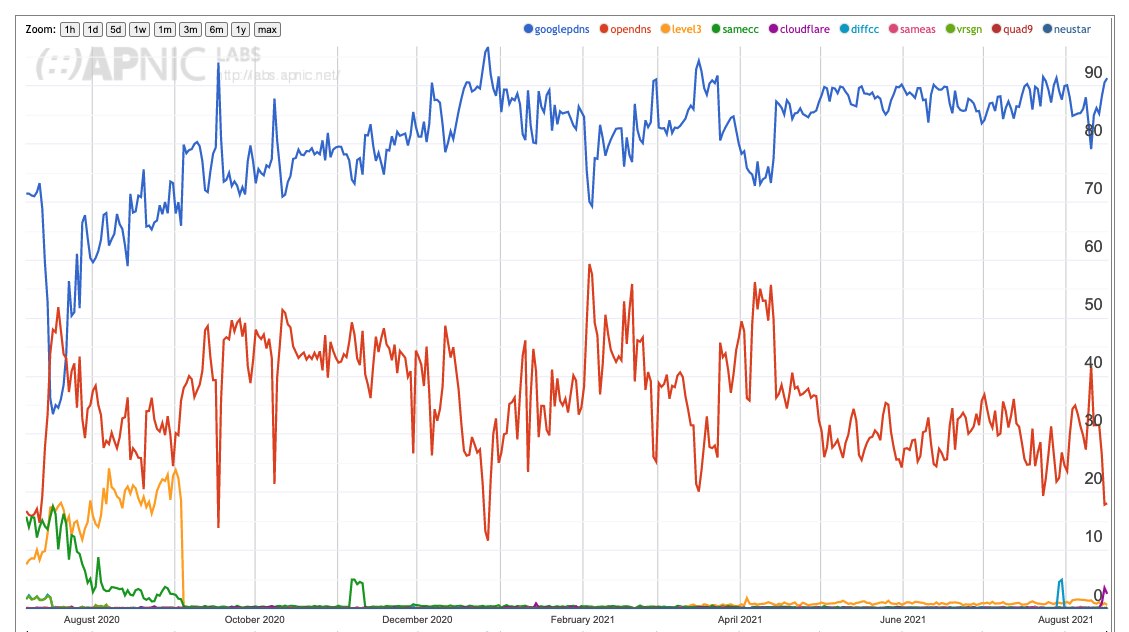 Zoom: 1h 1d 5d 1w 1m 3m 6m 1y max
googlepdns opendns level3 samecc cloudflare diffcc sameas vrsgn quad9 neustar
(::)APNIC LABS
http://labs.apnic.net/
90
80
70
60
50
40
30
20
10
0
August 2020 October 2020 December 2020 February 2021 April 2021 June 2021 August 2021